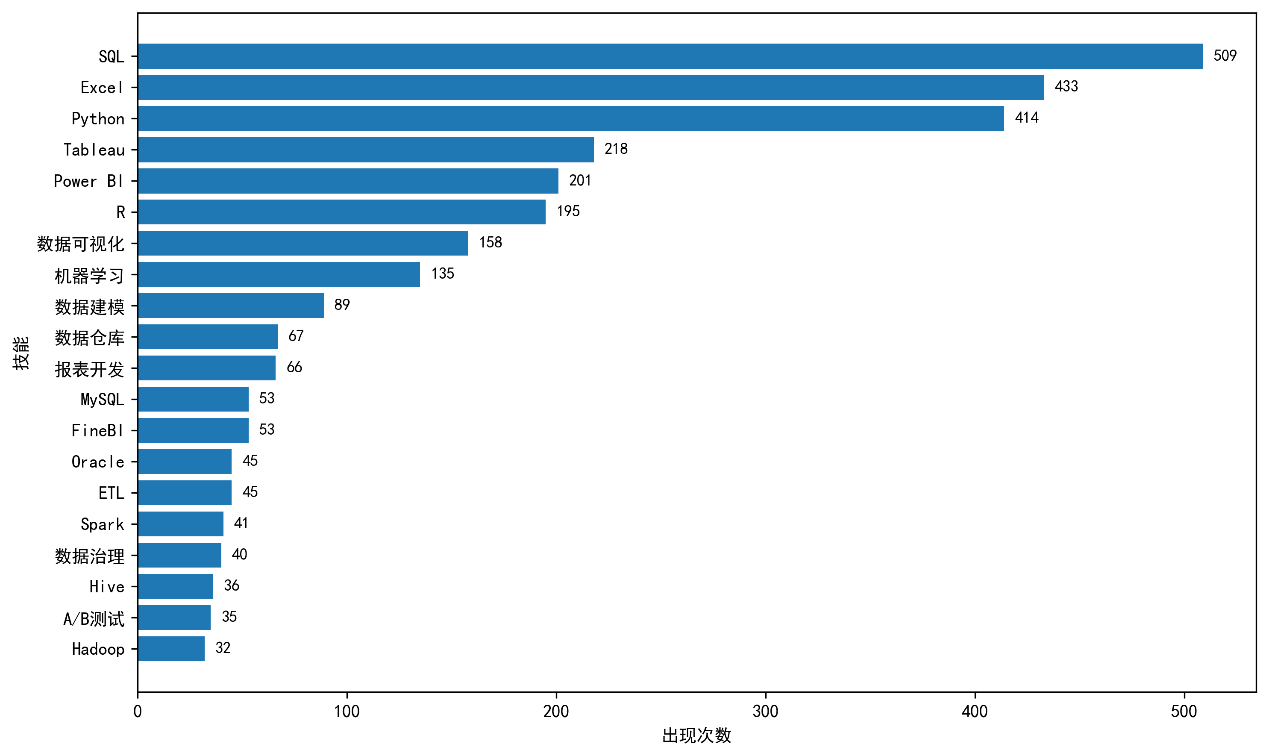 SQL 509
Excel 433
Python 414
Tableau 218
Power BI 201
R 195
数据可视化 158
机器学习 135
数据建模 89
数据仓库 67
报表开发 66
MySQL 53
FineBI 53
Oracle 45
ETL 45
Spark 41
数据治理 40
Hive 36
A/B测试 35
Hadoop 32
技能
0 100 200 300 400 500
出现次数